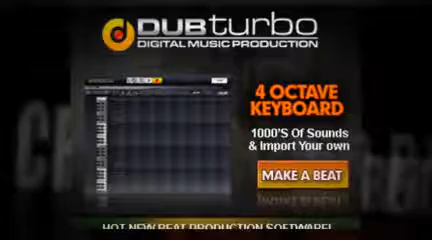 DUBturbo
DIGITAL MUSIC PRODUCTION
4 OCTAVE
KEYBOARD
1000'S Of Sounds
& Import Your own
MAKE A BEAT
HOT NEW BEAT PRODUCTION SOFTWARE!